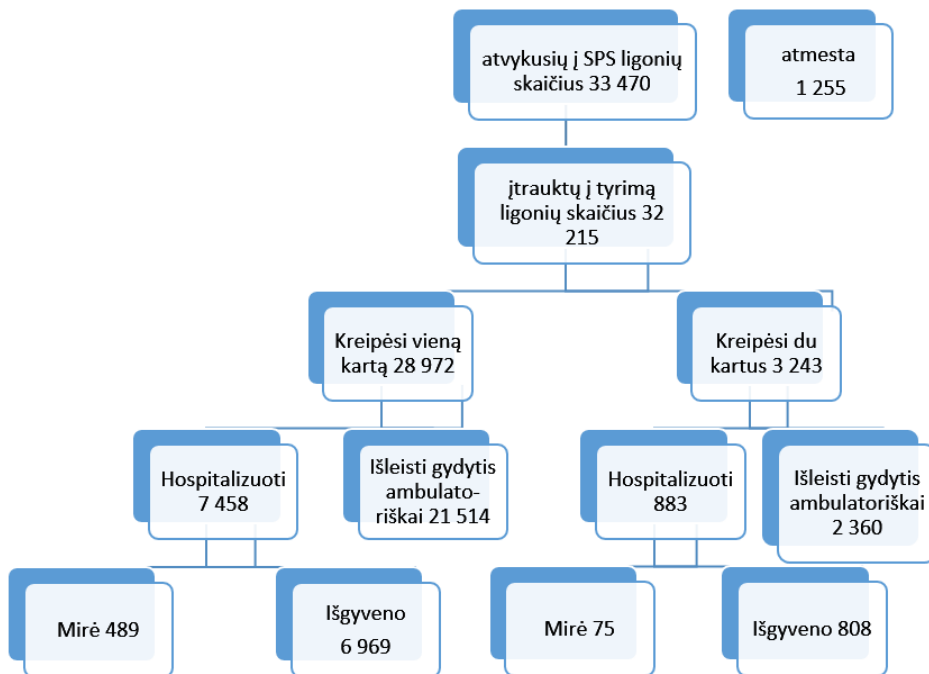 atvykusių į SPS ligonių
skaičius 33 470
atmesta
1 255
įtrauktų į tyrimą
ligonių skaičius 32
215
Kreipėsi vieną
kartą 28 972
Kreipėsi du
kartus 3 243
Hospitalizuoti
7 458
Išleisti gydytis
ambulato-
riškai 21 514
Hospitalizuoti
883
Išleisti gydytis
ambulatoriškai
2 360
Mirė 489
Išgyveno
6 969
Mirė 75
Išgyveno 808